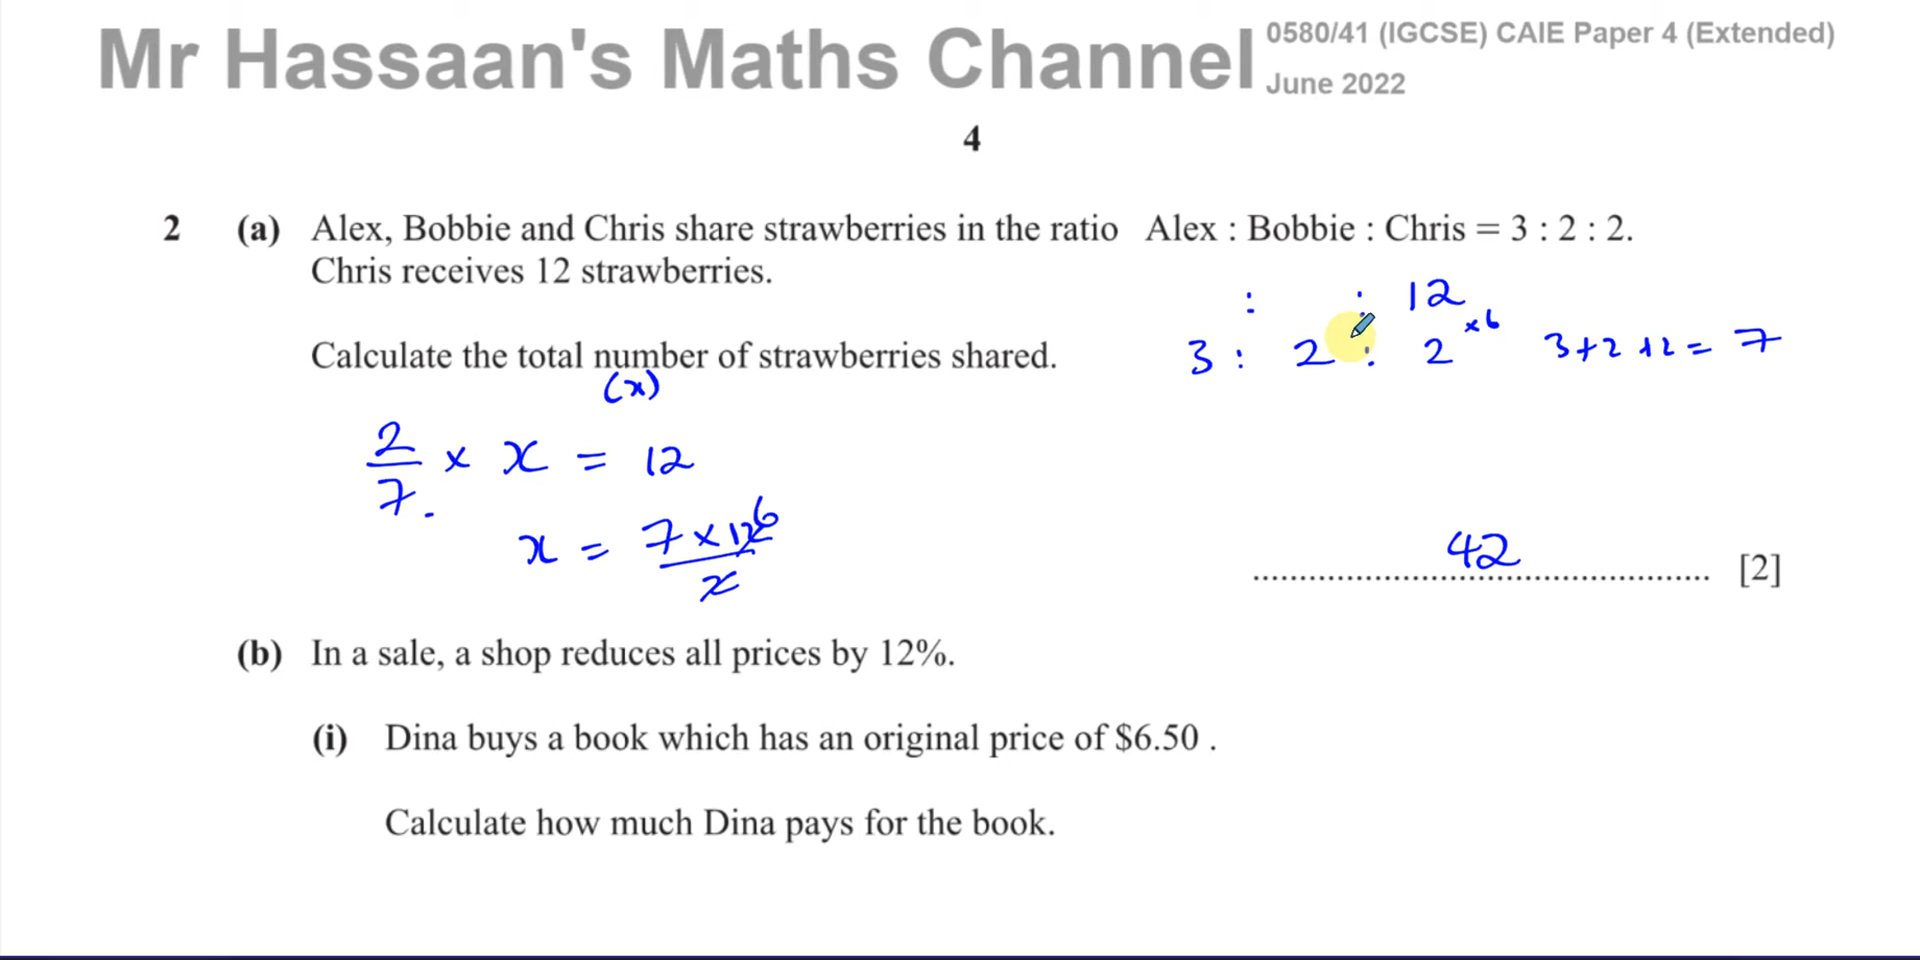 Mr Hassaan's Maths Channel
0580/41 (IGCSE) CAIE Paper 4 (Extended)
June 2022
4
2 (a) Alex, Bobbie and Chris share strawberries in the ratio Alex : Bobbie : Chris = 3 : 2 : 2.
Chris receives 12 strawberries.
: : 12
Calculate the total number of strawberries shared.
(x)
3 : 2 : 2 ×6 3+2+2 = 7
2/7 × x = 12
x = 7 × 12 6 / 2
42
[2]
(b) In a sale, a shop reduces all prices by 12%.
(i) Dina buys a book which has an original price of $6.50 .
Calculate how much Dina pays for the book.